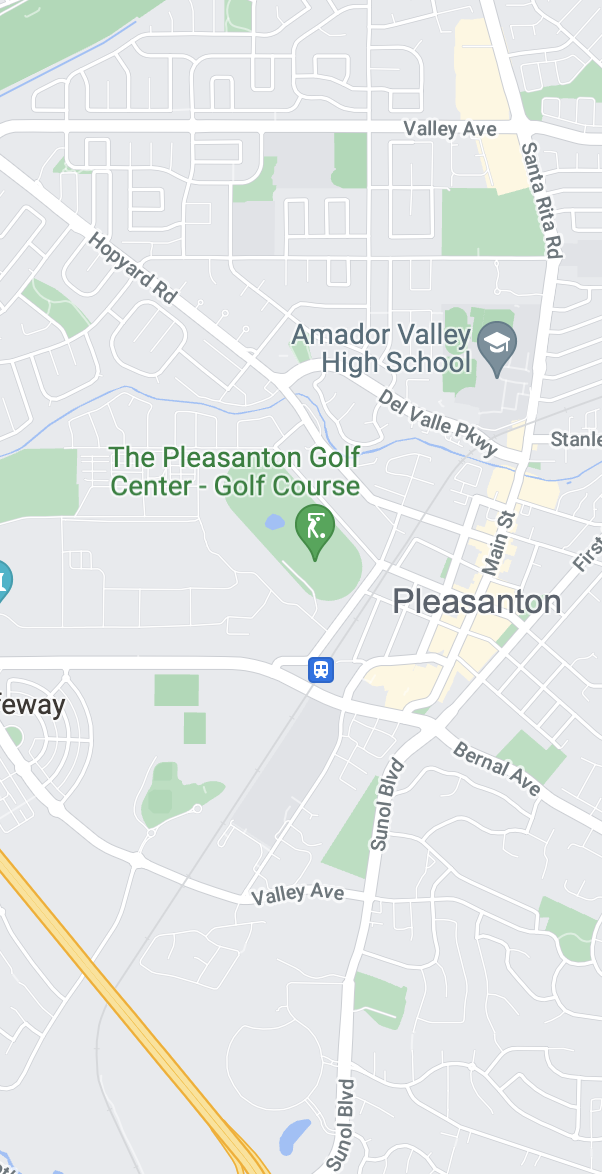 Valley Ave
Santa Rita Rd
Hopyard Rd
Amador Valley
High School
Del Valle Pkwy
Stanle
The Pleasanton Golf
Center - Golf Course
Main St
First
Pleasanton
feway
Bernal Ave
Sunol Blvd
Valley Ave
Sunol Blvd